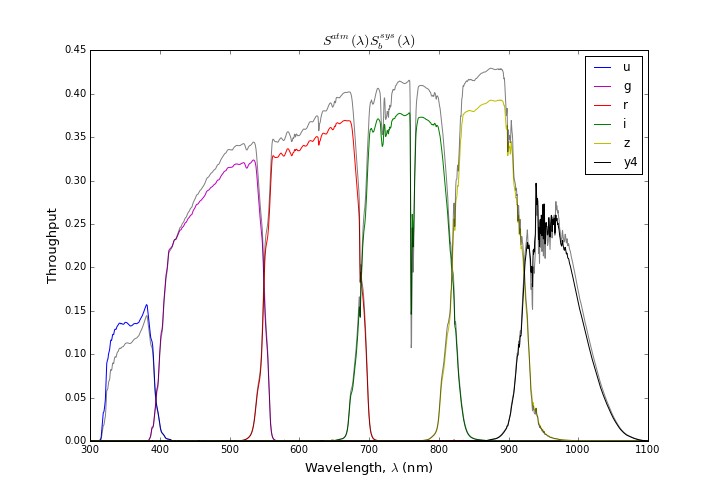 S^{atm}(λ)S_b^{sys}(λ)
0.45
0.40
0.35
0.30
0.25
0.20
0.15
0.10
0.05
0.00
Throughput
u
g
r
i
z
y4
300 400 500 600 700 800 900 1000 1100
Wavelength, λ (nm)